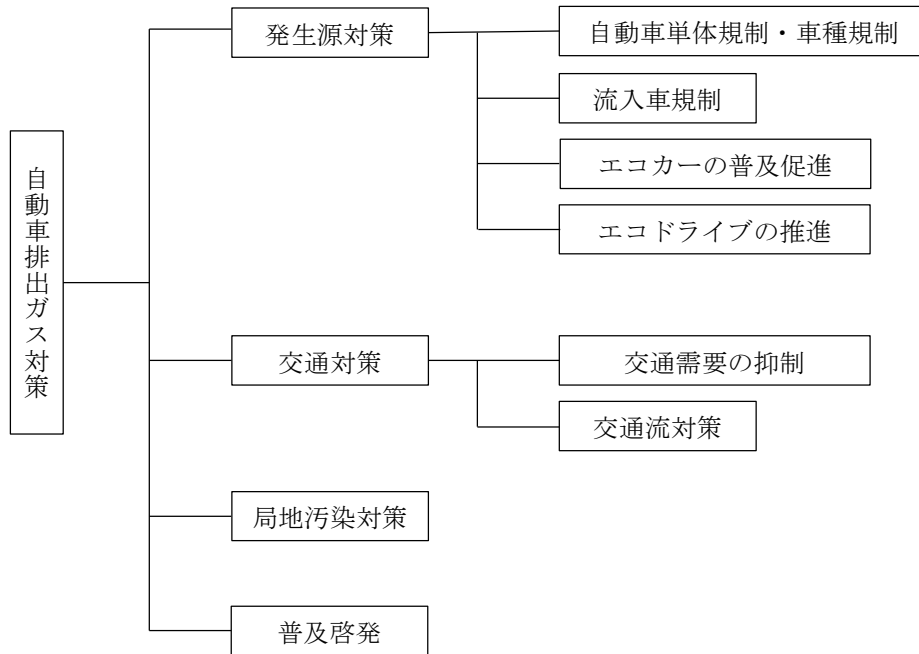 自動車排出ガス対策
発生源対策
自動車単体規制・車種規制
流入車規制
エコカーの普及促進
エコドライブの推進
交通対策
交通需要の抑制
交通流対策
局地汚染対策
普及啓発